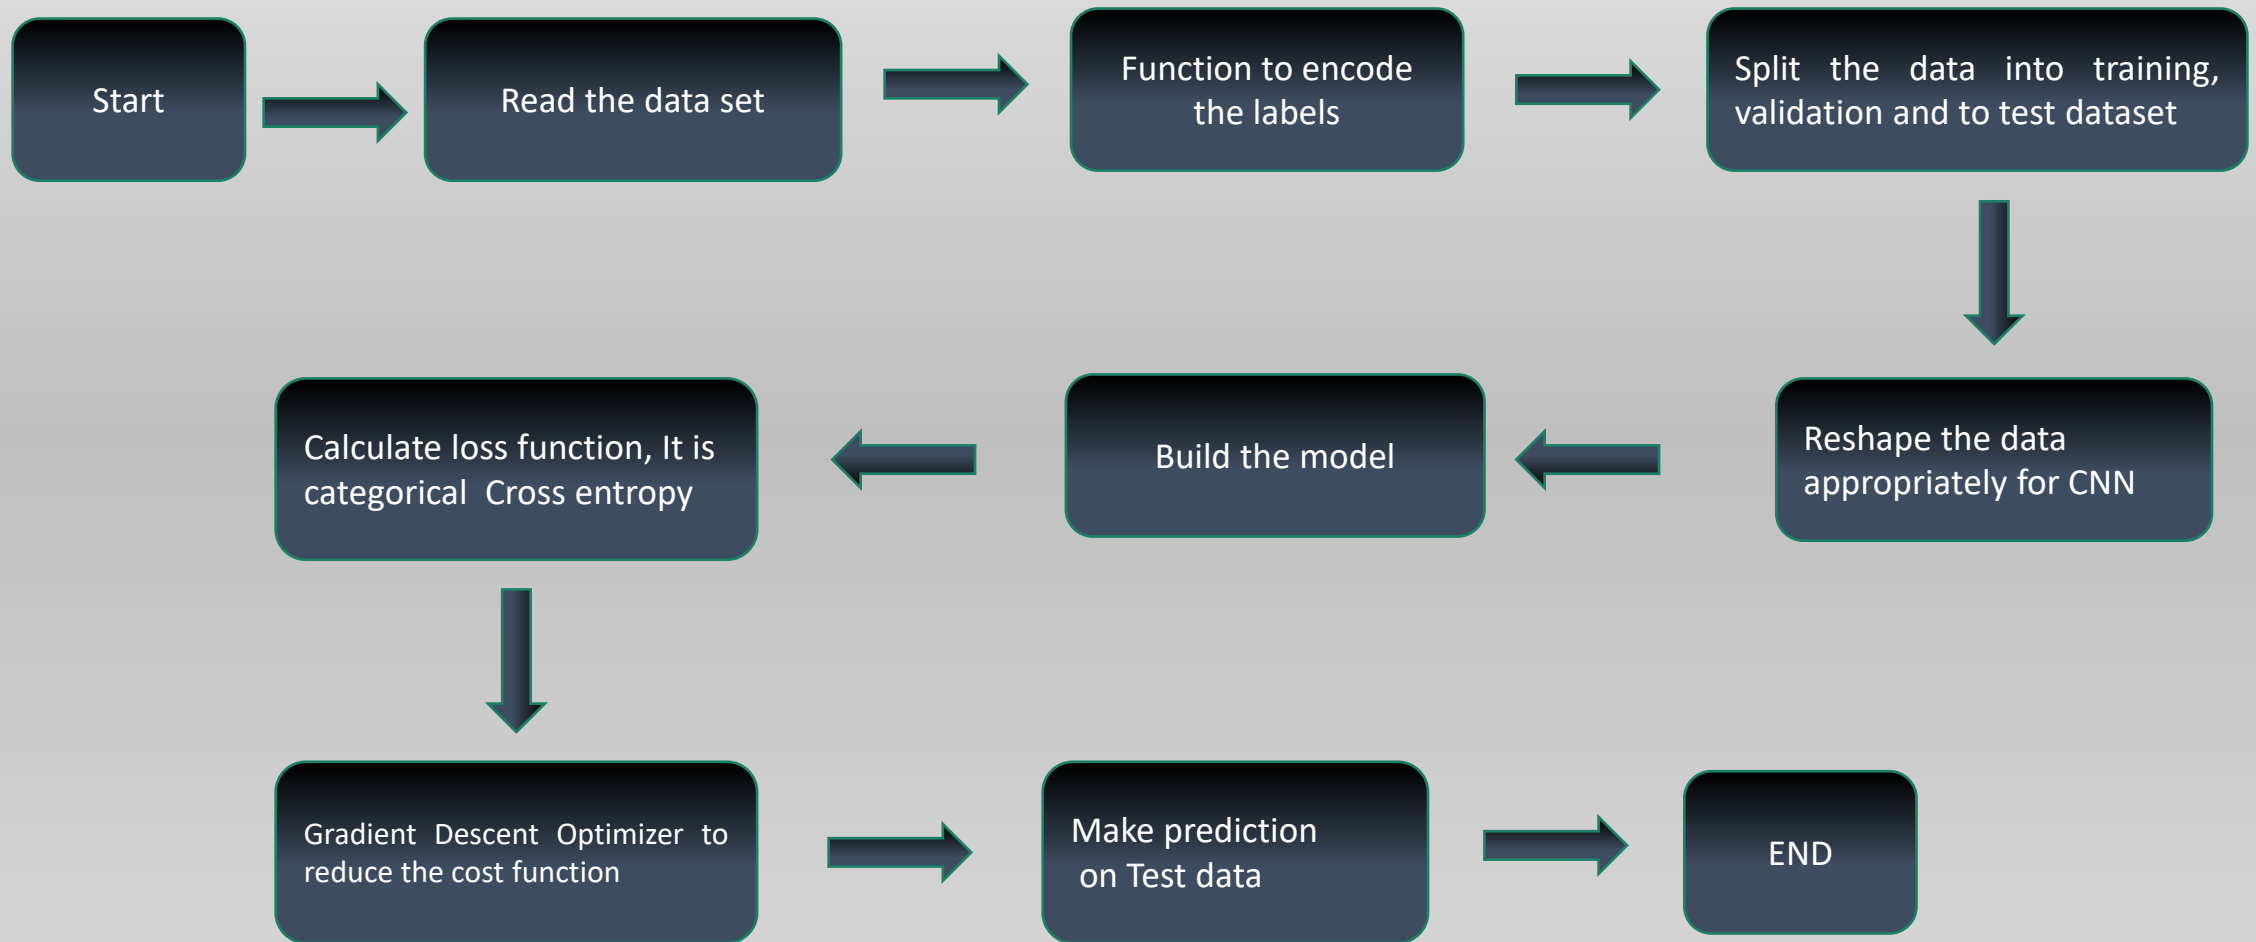 Start
Read the data set
Function to encode
the labels
Split the data into training,
validation and to test dataset
Reshape the data
appropriately for CNN
Build the model
Calculate loss function, It is
categorical Cross entropy
Gradient Descent Optimizer to
reduce the cost function
Make prediction
on Test data
END